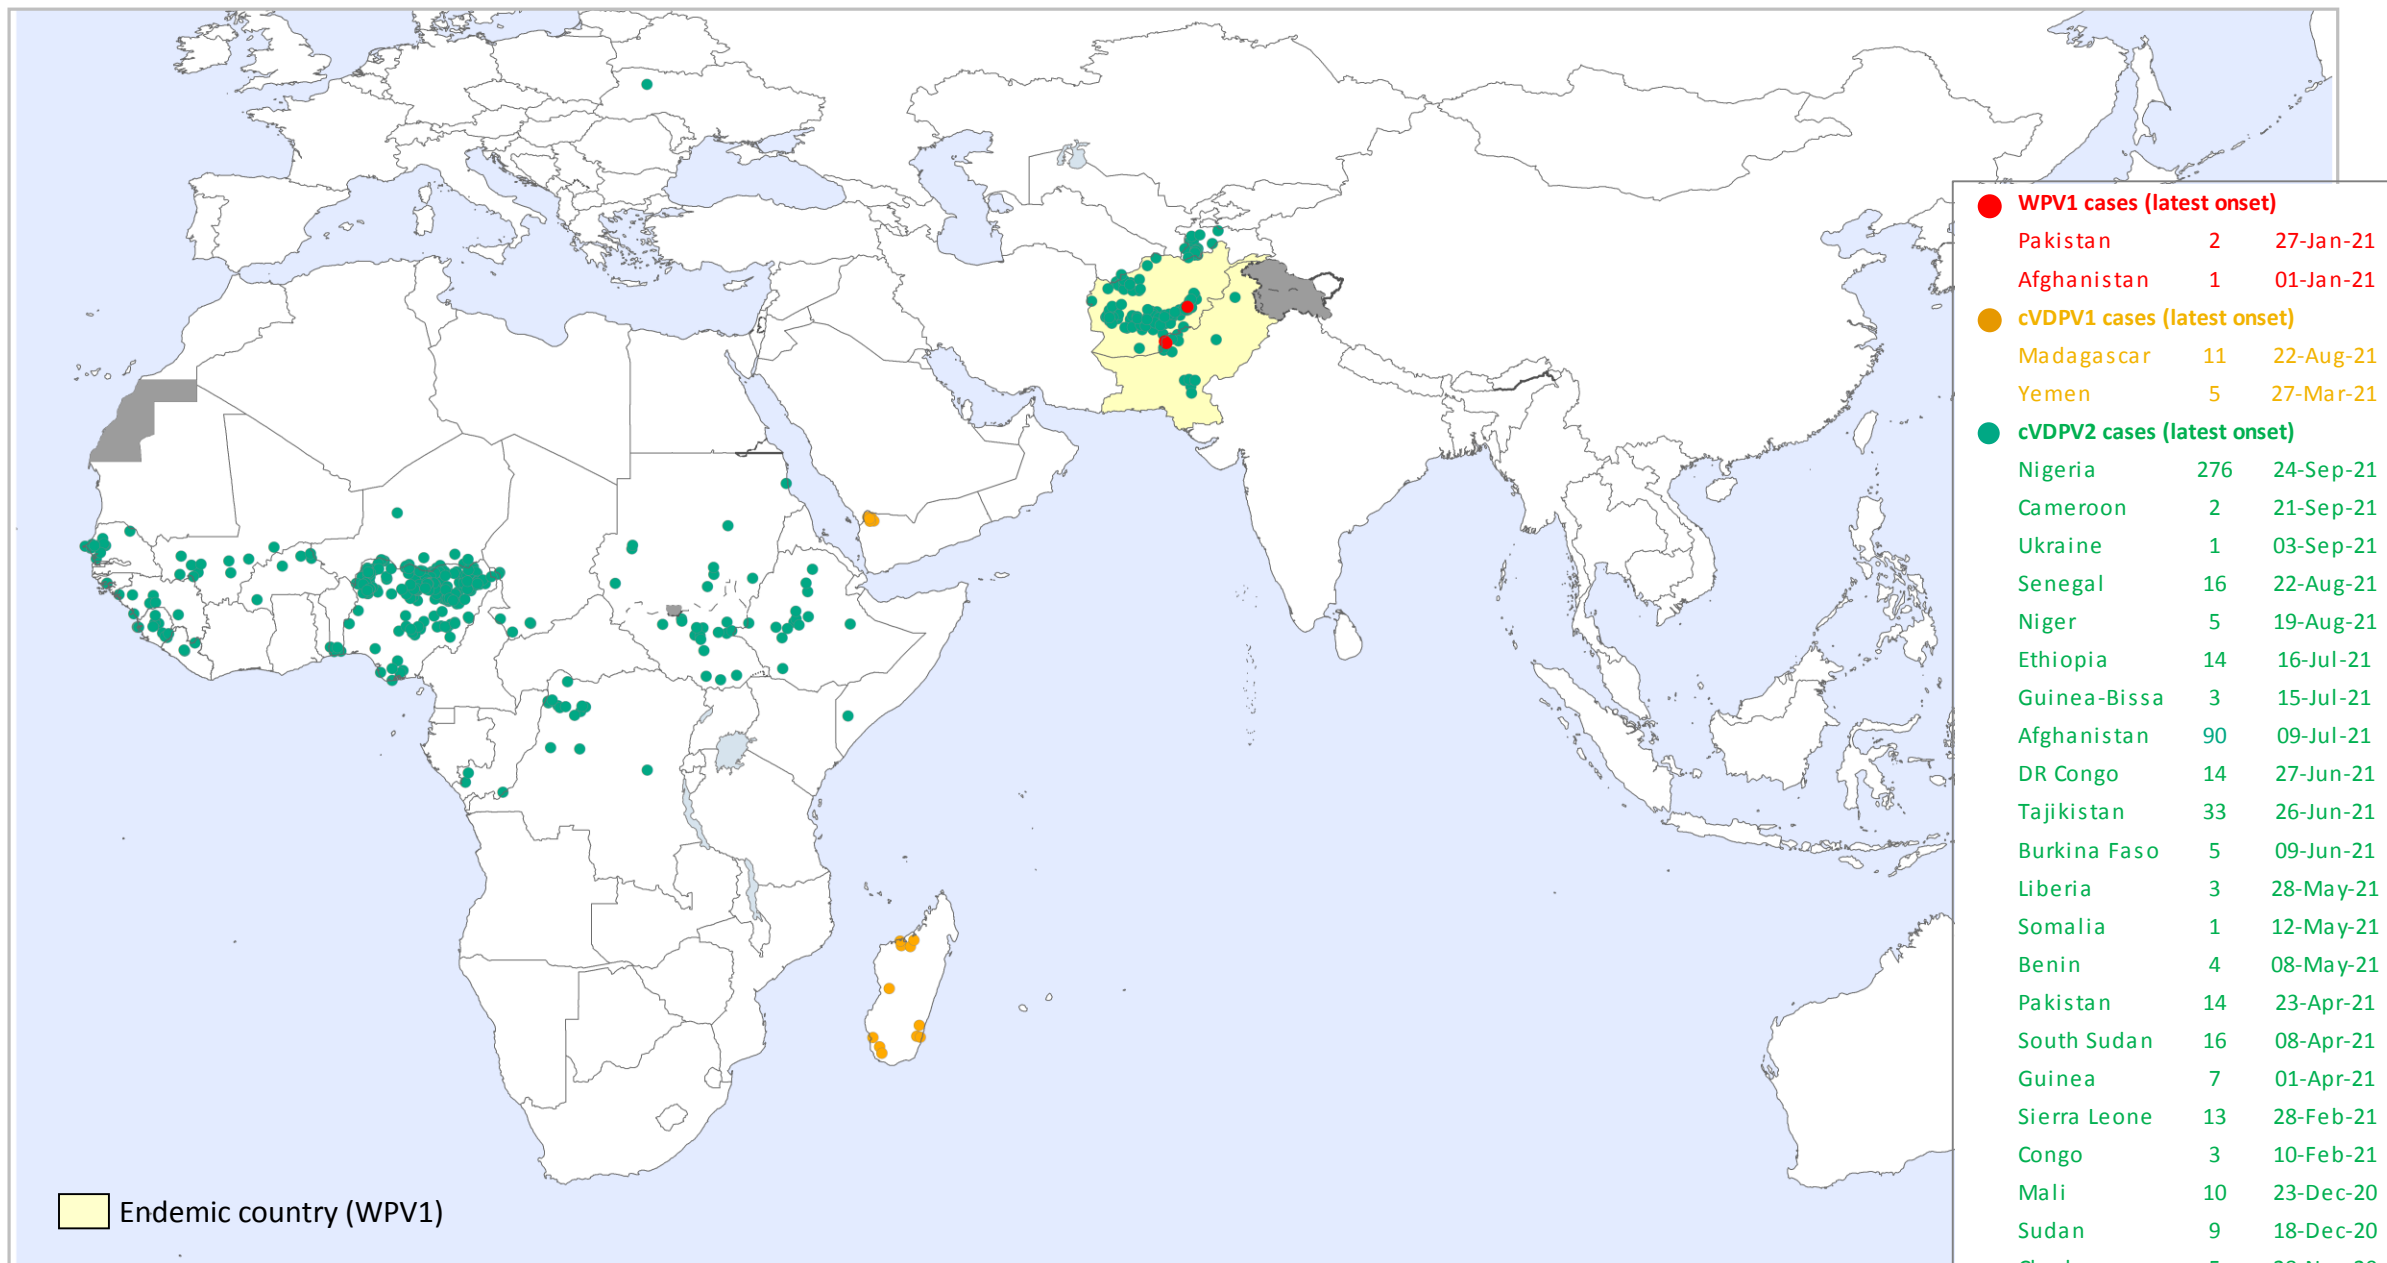 WPV1 cases (latest onset)
Pakistan 2 27-Jan-21
Afghanistan 1 01-Jan-21
cVDPV1 cases (latest onset)
Madagascar 11 22-Aug-21
Yemen 5 27-Mar-21
cVDPV2 cases (latest onset)
Nigeria 276 24-Sep-21
Cameroon 2 21-Sep-21
Ukraine 1 03-Sep-21
Senegal 16 22-Aug-21
Niger 5 19-Aug-21
Ethiopia 14 16-Jul-21
Guinea-Bissa 3 15-Jul-21
Afghanistan 90 09-Jul-21
DR Congo 14 27-Jun-21
Tajikistan 33 26-Jun-21
Burkina Faso 5 09-Jun-21
Liberia 3 28-May-21
Somalia 1 12-May-21
Benin 4 08-May-21
Pakistan 14 23-Apr-21
South Sudan 16 08-Apr-21
Guinea 7 01-Apr-21
Sierra Leone 13 28-Feb-21
Congo 3 10-Feb-21
Mali 10 23-Dec-20
Sudan 9 18-Dec-20
Endemic country (WPV1)